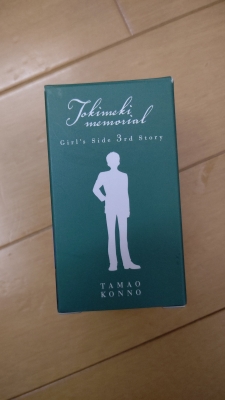 Tokimeki
memorial
Girl's Side 3rd Story
TAMAO
KONNO